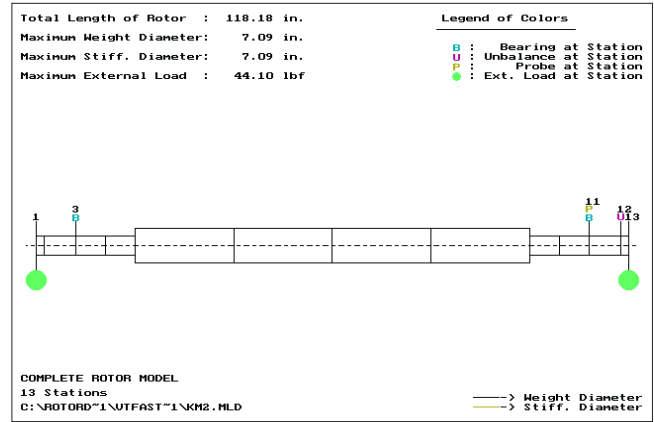 Total Length of Rotor : 118.18 in.
Maximum Weight Diameter: 7.09 in.
Maximum Stiff. Diameter: 7.09 in.
Maximum External Load : 44.10 lbf
Legend of Colors
B : Bearing at Station
U : Unbalance at Station
P : Probe at Station
: Ext. Load at Station
1
3
B
11
P
B
12
U13
COMPLETE ROTOR MODEL
13 Stations
C:\ROTORD~1\VTFAST~1\KM2.MLD
—–> Weight Diameter
—–> Stiff. Diameter